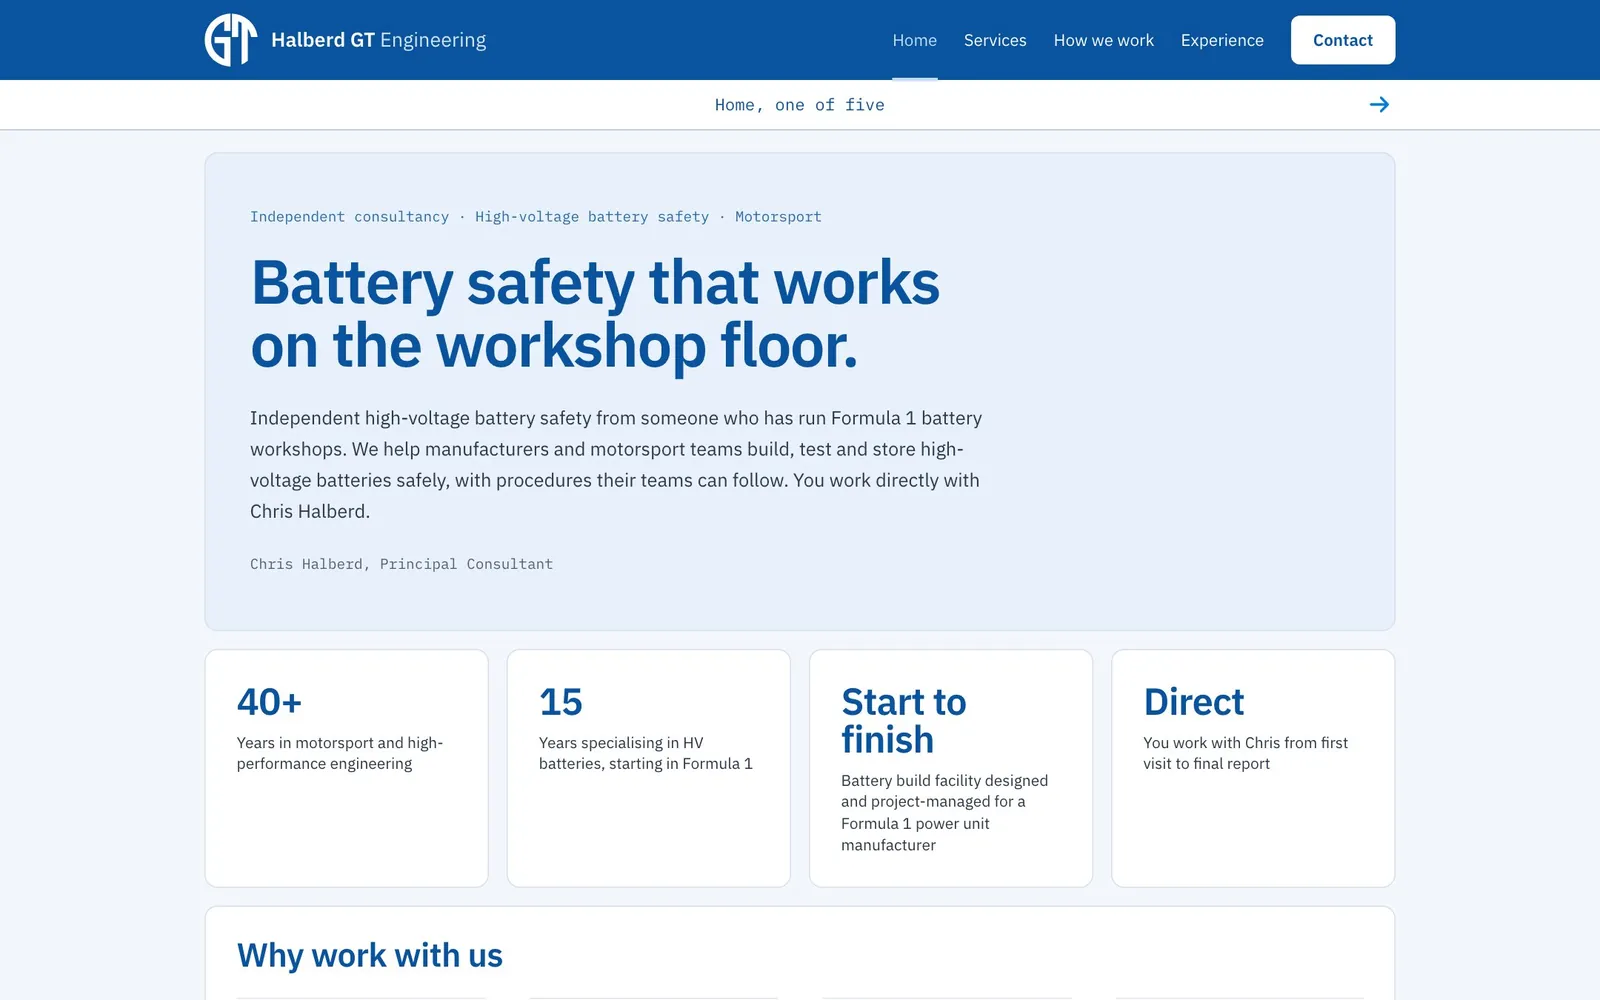 GT
Halberd GT Engineering
Home
Services
How we work
Experience
Contact
Home, one of five
Independent consultancy · High-voltage battery safety · Motorsport
Battery safety that works
on the workshop floor.
Independent high-voltage battery safety from someone who has run Formula 1 battery
workshops. We help manufacturers and motorsport teams build, test and store high-
voltage batteries safely, with procedures their teams can follow. You work directly with
Chris Halberd.
Chris Halberd, Principal Consultant
40+
Years in motorsport and high-
performance engineering
15
Years specialising in HV
batteries, starting in Formula 1
Start to
finish
Battery build facility designed
and project-managed for a
Formula 1 power unit
manufacturer
Direct
You work with Chris from first
visit to final report
Why work with us